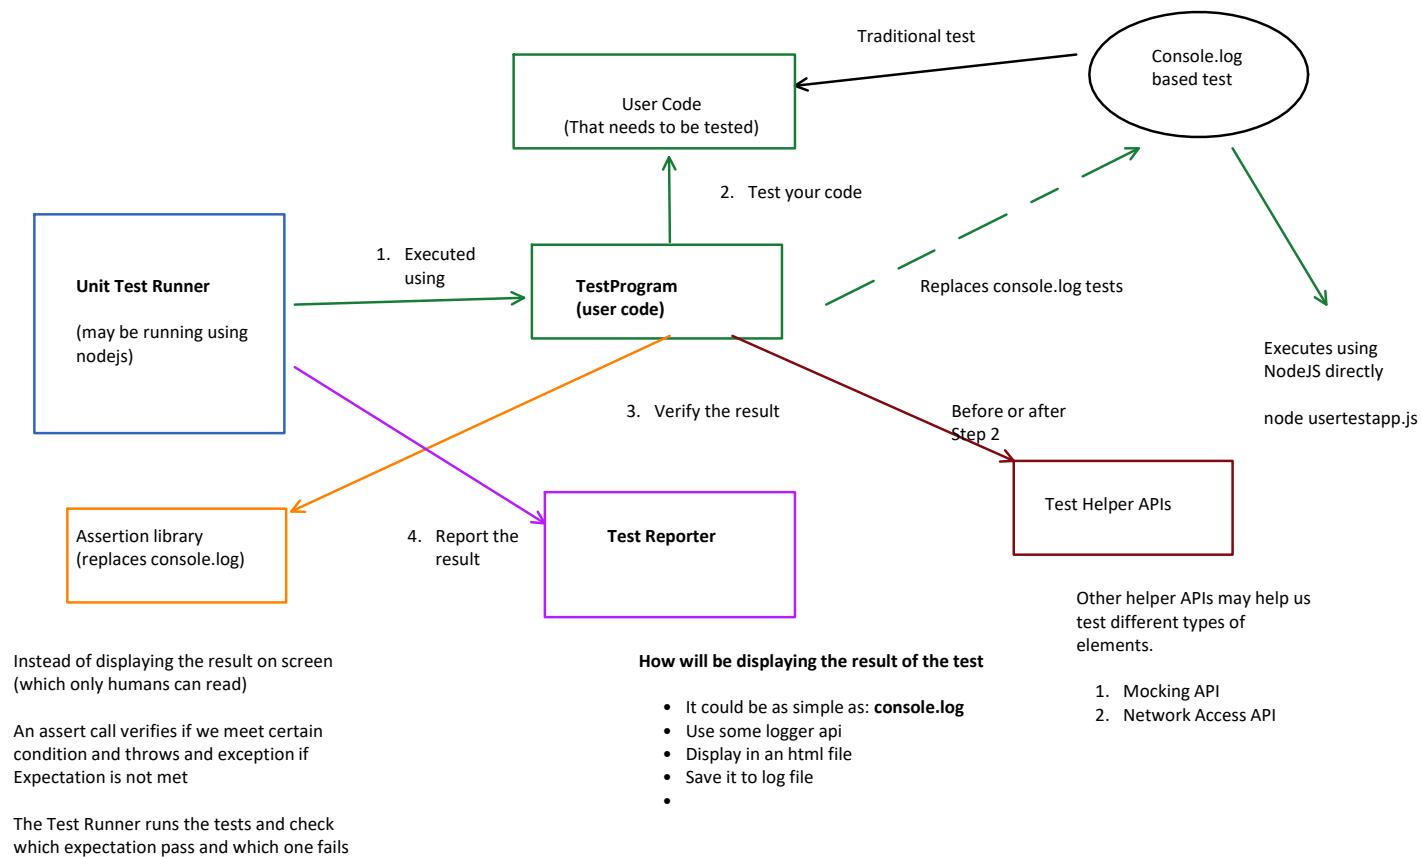 Traditional test
Console.log
based test
User Code
(That needs to be tested)
2. Test your code
1. Executed
using
Unit Test Runner
(may be running using
nodejs)
TestProgram
(user code)
Replaces console.log tests
Executes using
NodeJS directly
node usertestapp.js
3. Verify the result
Before or after
Step 2
Assertion library
(replaces console.log)
4. Report the
result
Test Reporter
Test Helper APIs
Other helper APIs may help us
test different types of
elements.
1. Mocking API
2. Network Access API
Instead of displaying the result on screen
(which only humans can read)
An assert call verifies if we meet certain
condition and throws and exception if
Expectation is not met
The Test Runner runs the tests and check
which expectation pass and which one fails
How will be displaying the result of the test
• It could be as simple as: console.log
• Use some logger api
• Display in an html file
• Save it to log file
•